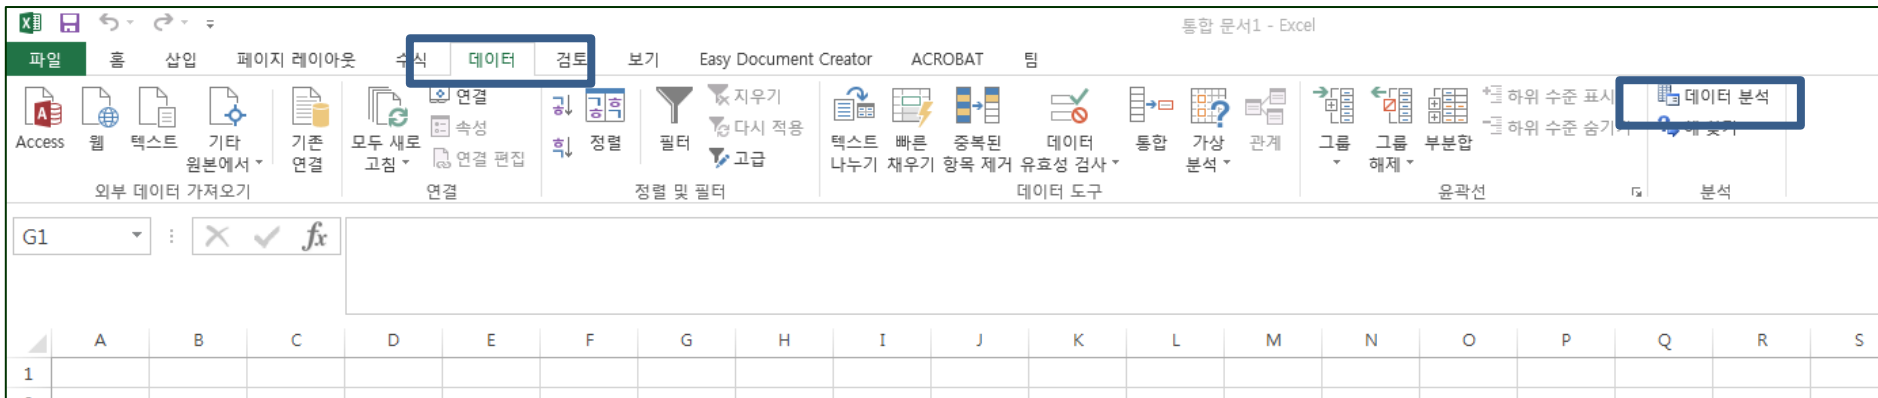 통합 문서1 - Excel
파일 홈 삽입 페이지 레이아웃 수식 데이터 검토 보기 Easy Document Creator ACROBAT 팀
Access 웹 텍스트 기타 원본에서 기존 연결
모두 새로 고침 연결 속성 연결 편집
정렬 필터 지우기 다시 적용 고급
텍스트 나누기 빠른 채우기 중복된 항목 제거 데이터 유효성 검사 통합 가상 분석 관계
그룹 그룹 해제 부분합 하위 수준 표시 하위 수준 숨기기
데이터 분석
해 찾기
외부 데이터 가져오기 연결 정렬 및 필터 데이터 도구 윤곽선 분석
G1 fx
A B C D E F G H I J K L M N O P Q R S
1